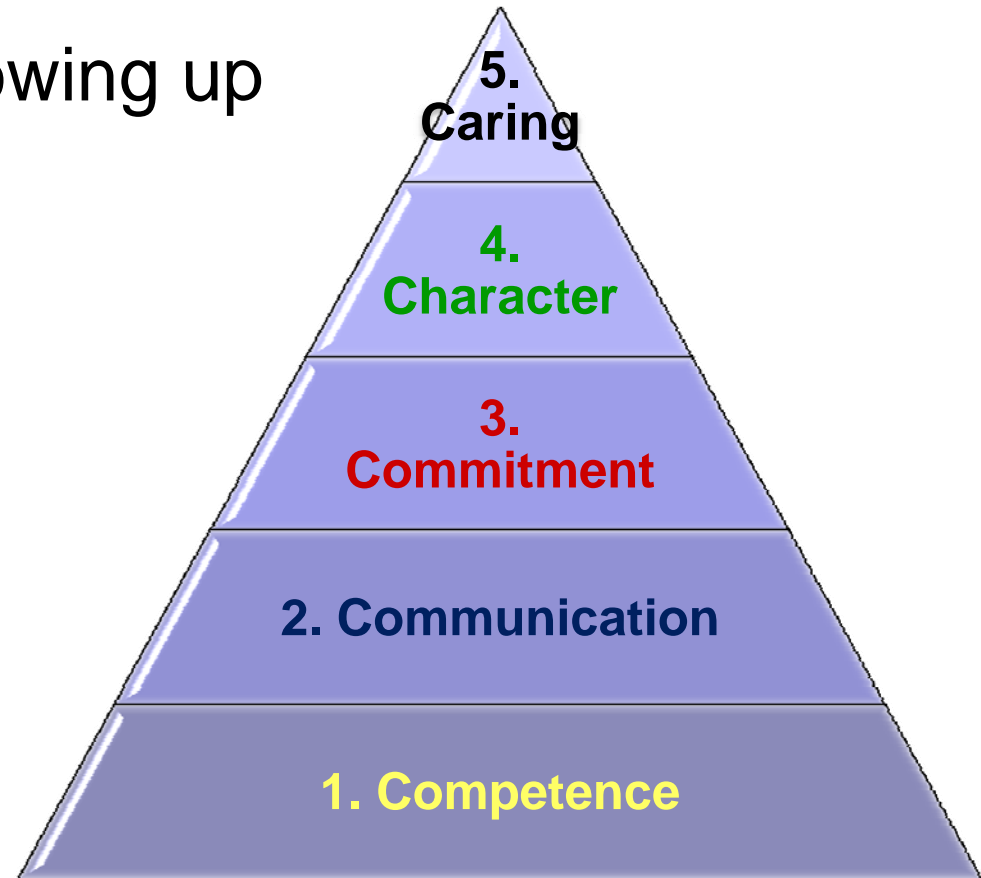 owing up
5.
Caring
4.
Character
3.
Commitment
2. Communication
1. Competence